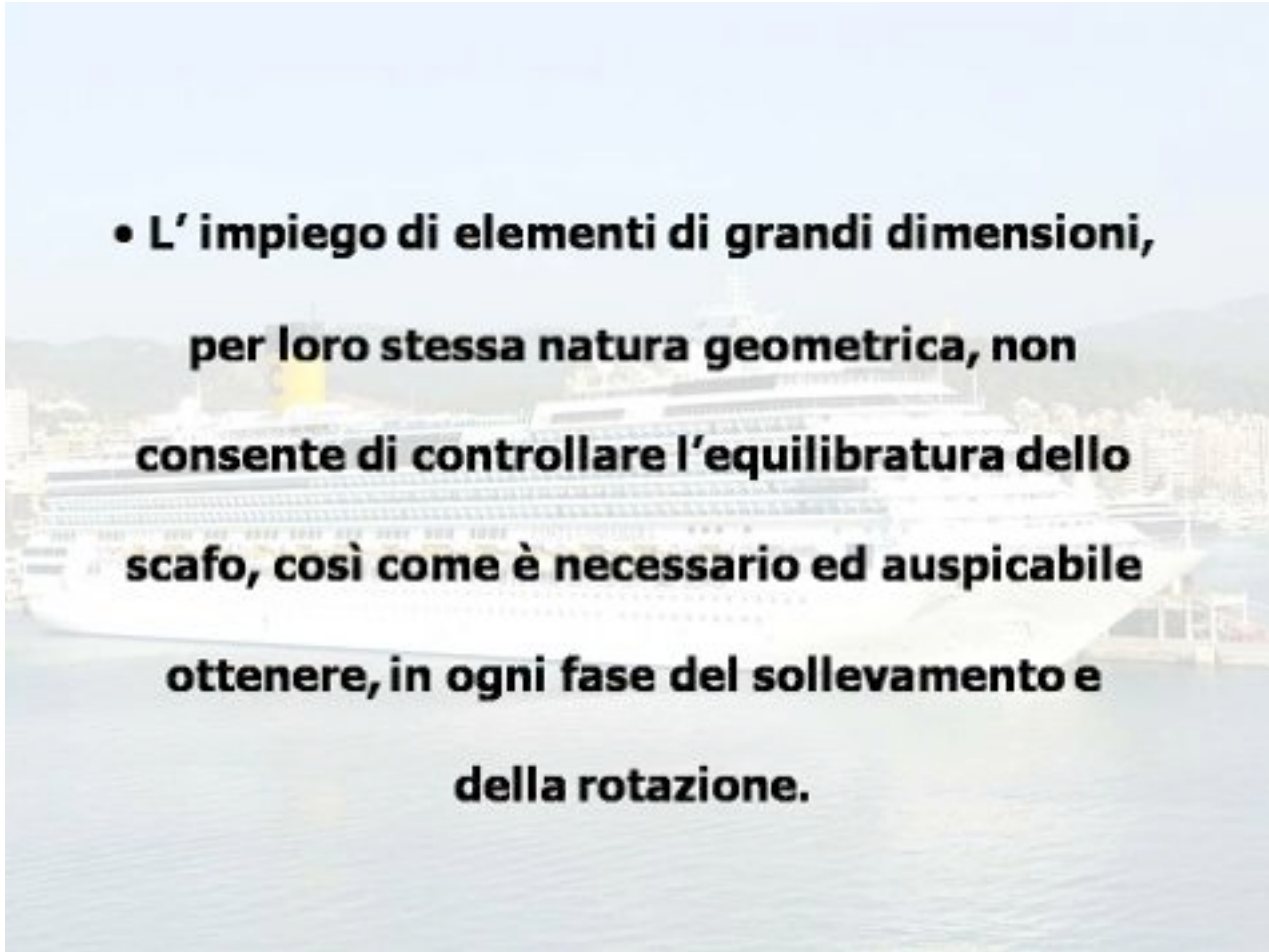 • L’ impiego di elementi di grandi dimensioni,
per loro stessa natura geometrica, non
consente di controllare l’equilibratura dello
scafo, così come è necessario ed auspicabile
ottenere, in ogni fase del sollevamento e
della rotazione.